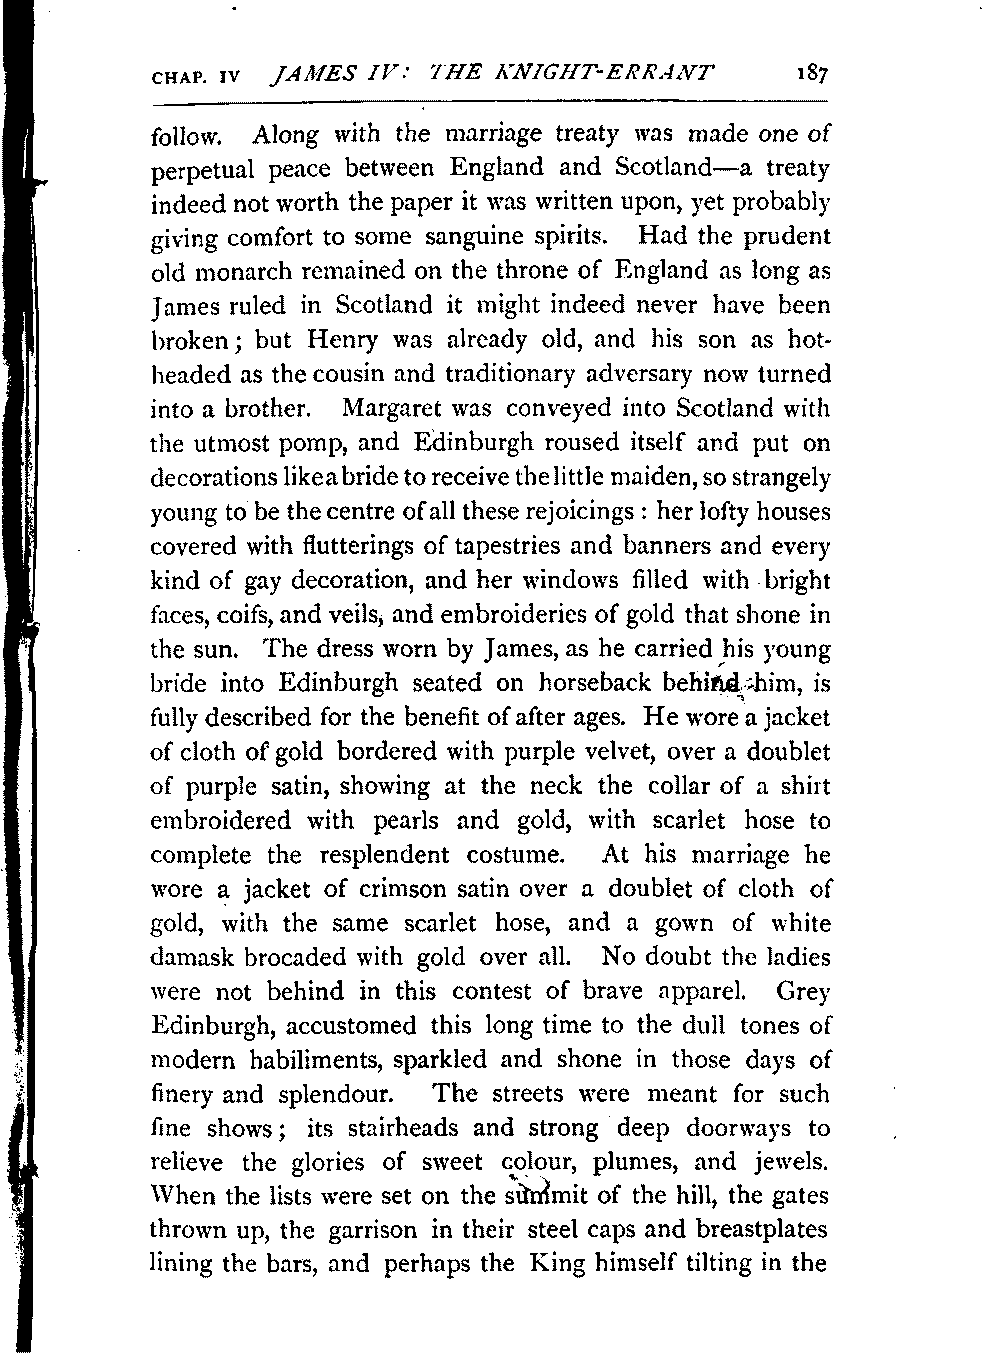 CHAP. IV JAMES IV: THE KNIGHT-ERRANT 187
follow. Along with the marriage treaty was made one of
perpetual peace between England and Scotland—a treaty
indeed not worth the paper it was written upon, yet probably
giving comfort to some sanguine spirits. Had the prudent
old monarch remained on the throne of England as long as
James ruled in Scotland it might indeed never have been
broken; but Henry was already old, and his son as hot-
headed as the cousin and traditionary adversary now turned
into a brother. Margaret was conveyed into Scotland with
the utmost pomp, and Edinburgh roused itself and put on
decorations like a bride to receive the little maiden, so strangely
young to be the centre of all these rejoicings: her lofty houses
covered with flutterings of tapestries and banners and every
kind of gay decoration, and her windows filled with bright
faces, coifs, and veils, and embroideries of gold that shone in
the sun. The dress worn by James, as he carried his young
bride into Edinburgh seated on horseback behind him, is
fully described for the benefit of after ages. He wore a jacket
of cloth of gold bordered with purple velvet, over a doublet
of purple satin, showing at the neck the collar of a shirt
embroidered with pearls and gold, with scarlet hose to
complete the resplendent costume. At his marriage he
wore a jacket of crimson satin over a doublet of cloth of
gold, with the same scarlet hose, and a gown of white
damask brocaded with gold over all. No doubt the ladies
were not behind in this contest of brave apparel. Grey
Edinburgh, accustomed this long time to the dull tones of
modern habiliments, sparkled and shone in those days of
finery and splendour. The streets were meant for such
fine shows; its stairheads and strong deep doorways to
relieve the glories of sweet colour, plumes, and jewels.
When the lists were set on the summit of the hill, the gates
thrown up, the garrison in their steel caps and breastplates
lining the bars, and perhaps the King himself tilting in the